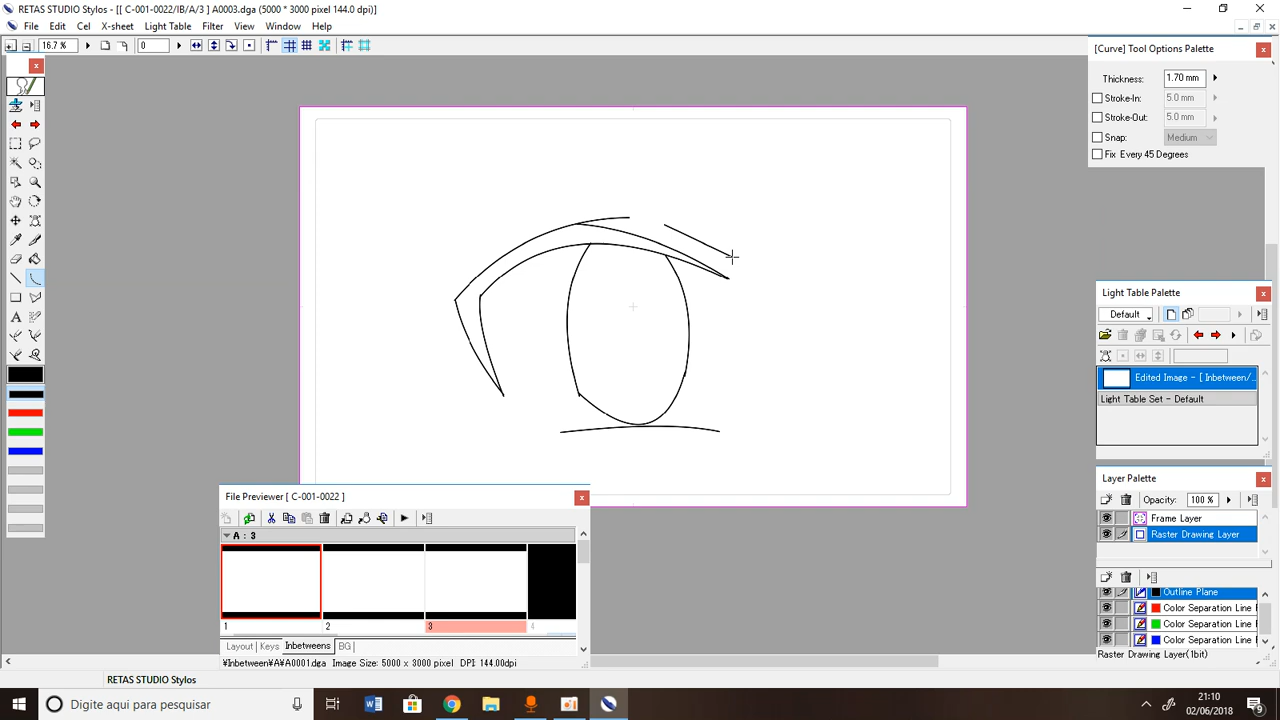 RETAS STUDIO Stylos - [[ C-001-0022/IB/A/3 ] A0003.dga (5000 * 3000 pixel 144.0 dpi)]
File Edit Cel X-sheet Light Table Filter View Window Help
16.7 % 0
[Curve] Tool Options Palette
Thickness: 1.70 mm
Stroke-In: 5.0 mm
Stroke-Out: 5.0 mm
Snap: Medium
Fix Every 45 Degrees
Light Table Palette
Default
Edited Image - [ Inbetween/..
Light Table Set - Default
Layer Palette
Opacity: 100 %
Frame Layer
Raster Drawing Layer
Outline Plane
Color Separation Line
Color Separation Line
Color Separation Line
Raster Drawing Layer(1bit)
File Previewer [ C-001-0022 ]
A : 3
1 2 3 4
Layout Keys Inbetweens BG
¥Inbetween¥A¥A0001.dga Image Size: 5000 x 3000 pixel DPI: 144.00dpi
RETAS STUDIO Stylos
Digite aqui para pesquisar
21:10
02/06/2018
9